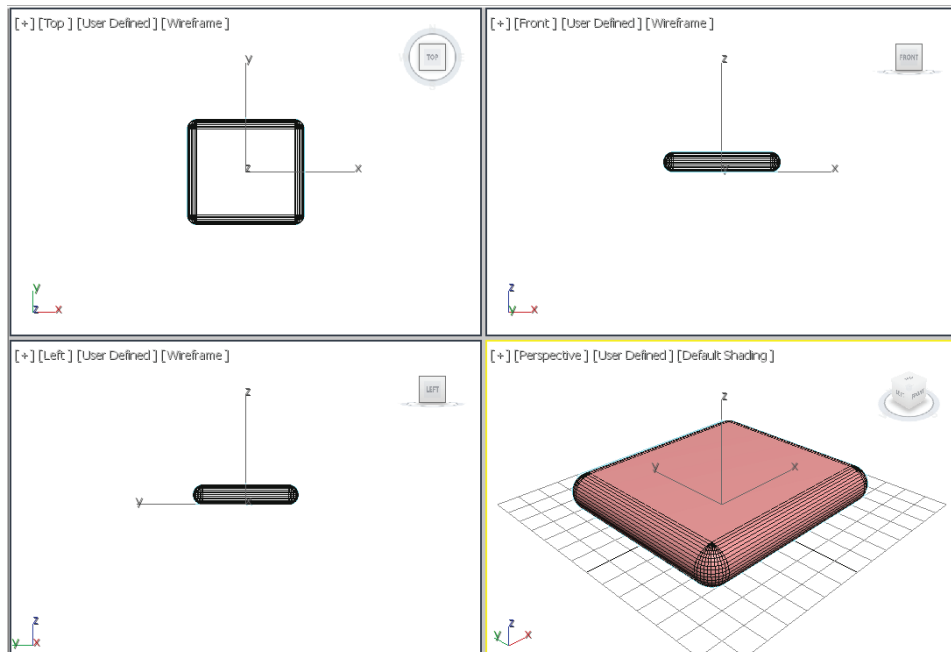 [+] [Top ] [User Defined ] [Wireframe ]
TOP
y
z
x
y
z
x
[+] [Front ] [User Defined ] [Wireframe ]
FRONT
z
y
x
z
y
x
[+] [Left ] [User Defined ] [Wireframe ]
LEFT
z
y
x
z
y
x
[+] [Perspective ] [User Defined ] [Default Shading ]
z
y
x
z
y
x